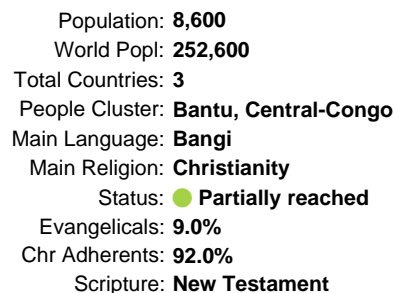 Population: 8,600
World Popl: 252,600
Total Countries: 3
People Cluster: Bantu, Central-Congo
Main Language: Bangi
Main Religion: Christianity
Status: Partially reached
Evangelicals: 9.0%
Chr Adherents: 92.0%
Scripture: New Testament